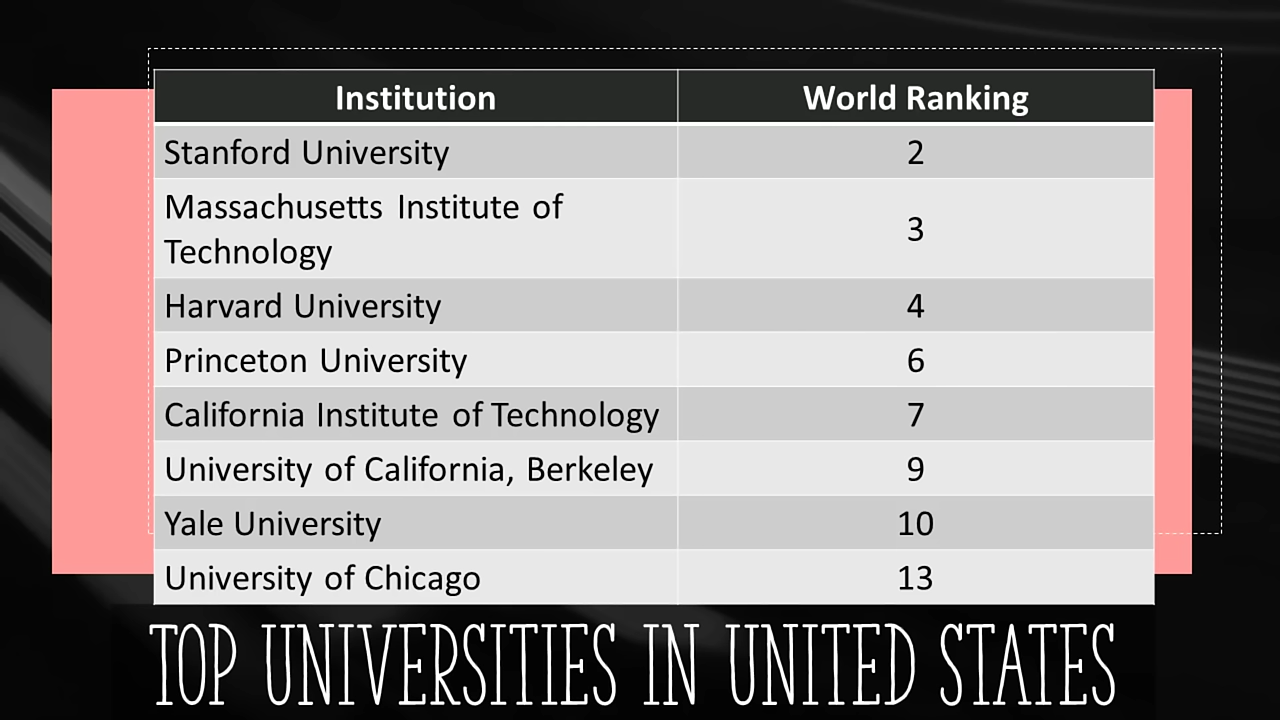 Institution World Ranking
Stanford University 2
Massachusetts Institute of
Technology
3
Harvard University 4
Princeton University 6
California Institute of Technology 7
University of California, Berkeley 9
Yale University 10
University of Chicago 13
TOP UNIVERSITIES IN UNITED STATES